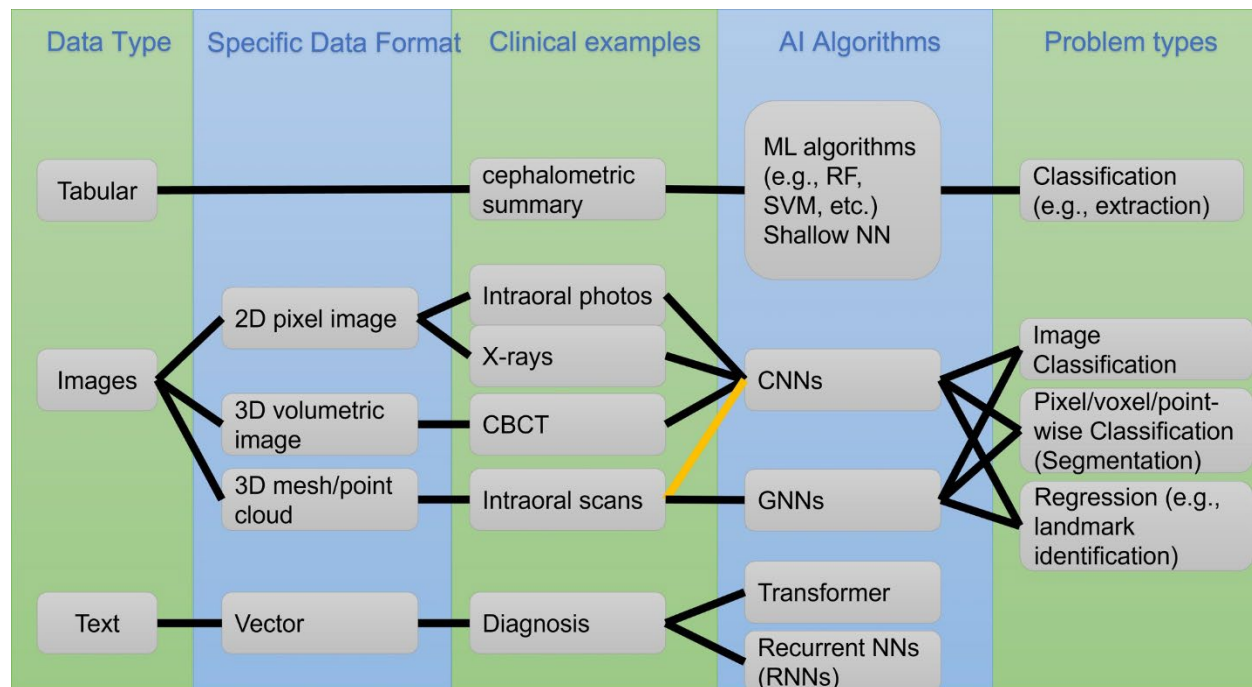 Data Type
Specific Data Format
Clinical examples
AI Algorithms
Problem types
Tabular
cephalometric
summary
ML algorithms
(e.g., RF,
SVM, etc.)
Shallow NN
Classification
(e.g., extraction)
Images
2D pixel image
3D volumetric
image
3D mesh/point
cloud
Intraoral photos
X-rays
CBCT
Intraoral scans
CNNs
GNNs
Image
Classification
Pixel/voxel/point-
wise Classification
(Segmentation)
Regression (e.g.,
landmark
identification)
Text
Vector
Diagnosis
Transformer
Recurrent NNs
(RNNs)